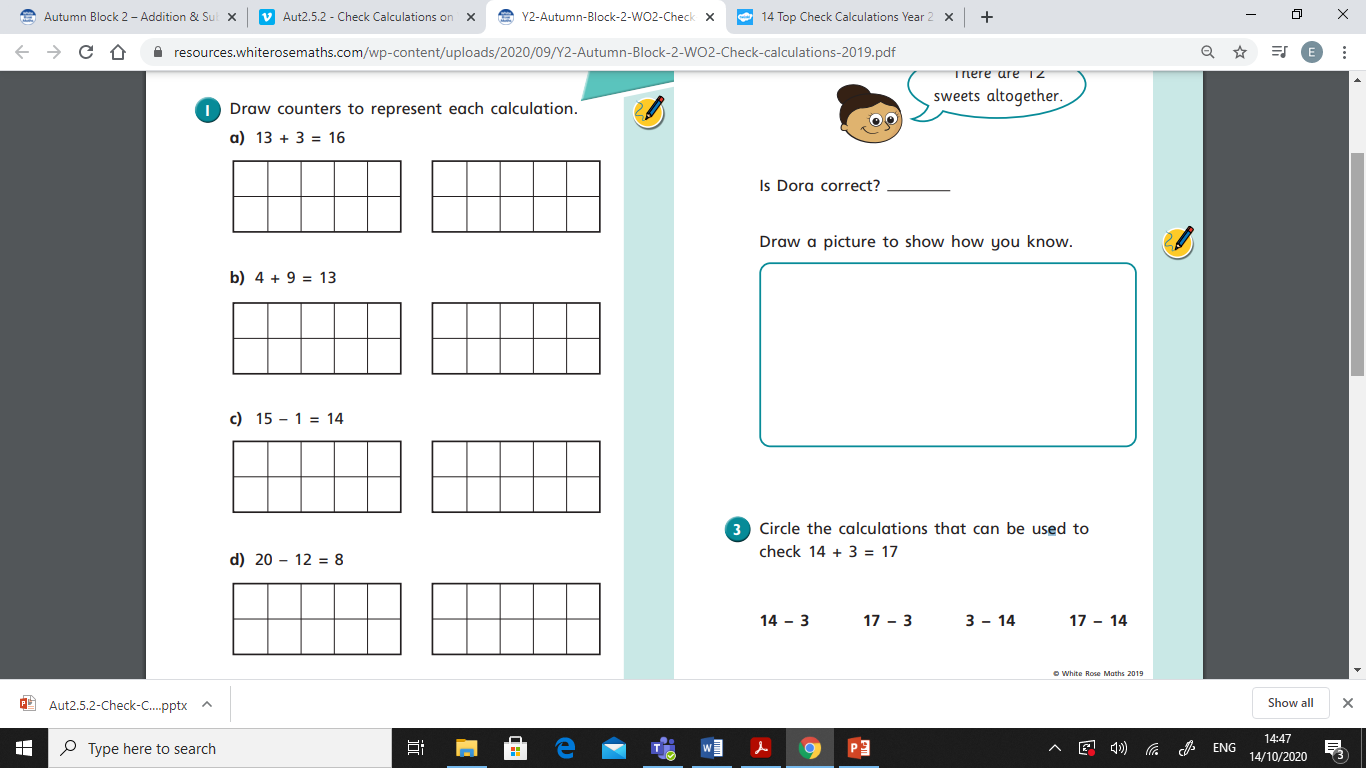 Autumn Block 2 – Addition & Sul
Aut2.5.2 - Check Calculations on
Y2-Autumn-Block-2-WO2-Check
14 Top Check Calculations Year 2
resources.whiterosemaths.com/wp-content/uploads/2020/09/Y2-Autumn-Block-2-WO2-Check-calculations-2019.pdf
E
1 Draw counters to represent each calculation.
a) 13 + 3 = 16
b) 4 + 9 = 13
c) 15 – 1 = 14
d) 20 – 12 = 8
There are 12
sweets altogether.
Is Dora correct?
Draw a picture to show how you know.
3 Circle the calculations that can be used to
check 14 + 3 = 17
14 – 3 17 – 3 3 – 14 17 – 14
© White Rose Maths 2019
Aut2.5.2-Check-C....pptx
Show all
Type here to search
ENG
14:47
14/10/2020
3